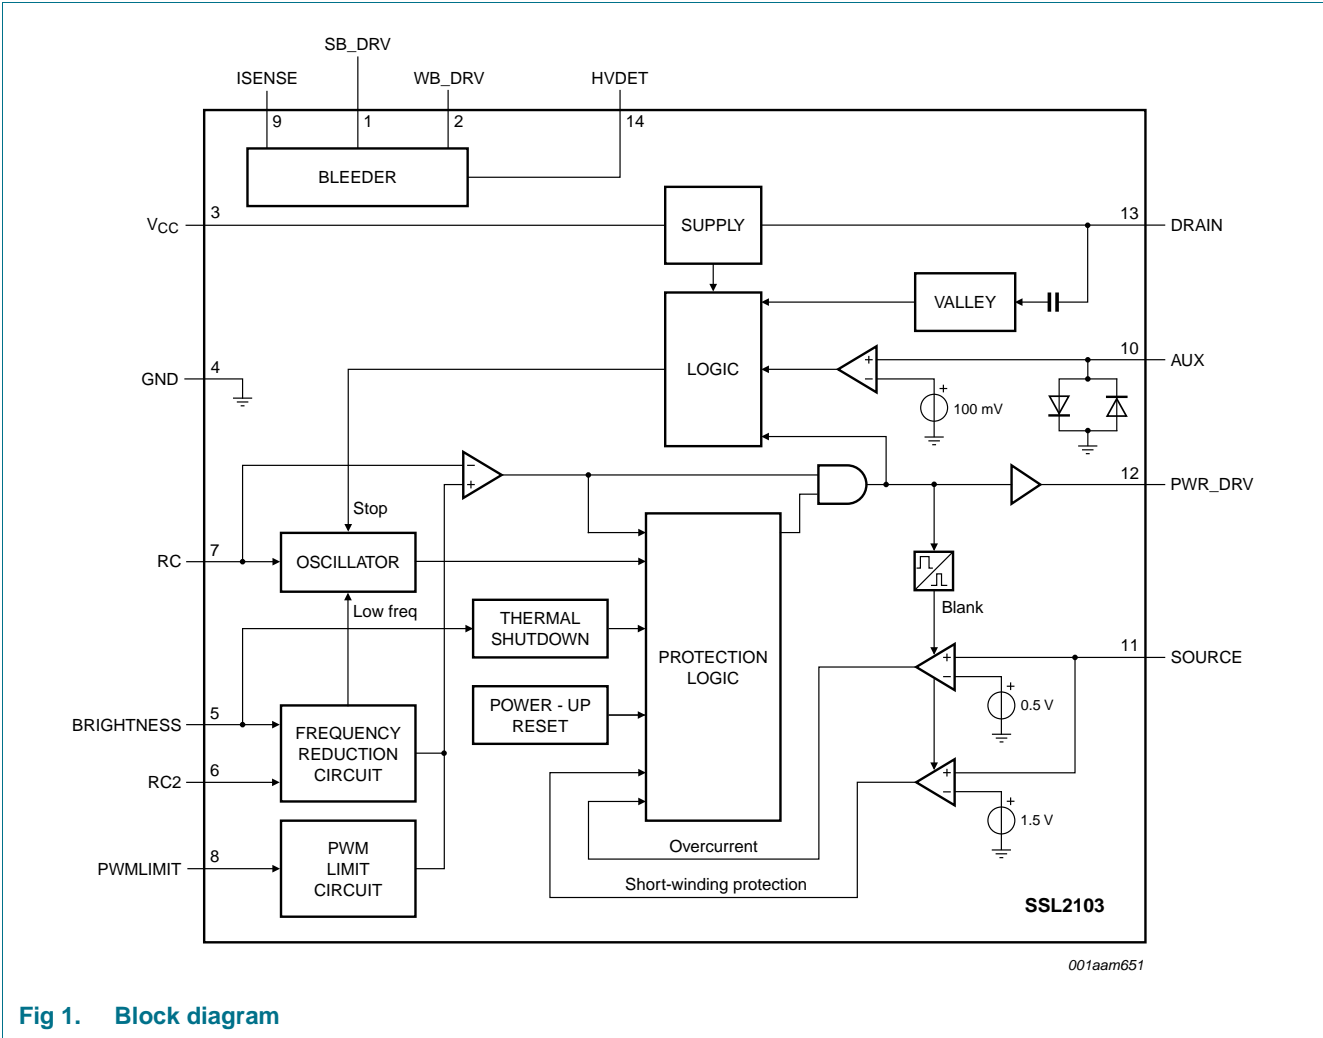 SB_DRV
ISENSE
WB_DRV
HVDET
9
1
2
14
BLEEDER
3
VCC
SUPPLY
13
DRAIN
VALLEY
4
GND
LOGIC
10
AUX
+
−
+
100 mV
−
+
Stop
12
PWR_DRV
7
RC
OSCILLATOR
Low freq
Blank
THERMAL
SHUTDOWN
PROTECTION
LOGIC
11
SOURCE
+
−
+
0.5 V
5
BRIGHTNESS
POWER - UP
RESET
FREQUENCY
REDUCTION
CIRCUIT
6
RC2
+
−
+
1.5 V
8
PWMLIMIT
PWM
LIMIT
CIRCUIT
Overcurrent
Short-winding protection
SSL2103
001aam651
Fig 1. Block diagram